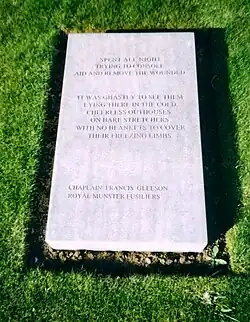 SPENT ALL NIGHT
TRYING TO CONSOLE
AID AND REMOVE THE WOUNDED
IT WAS GHASTLY TO SEE THEM
LYING THERE IN THE COLD
CHEERLESS OUTHOUSES
ON BARE STRETCHERS
WITH NO BLANKETS TO COVER
THEIR FREEZING LIMBS
CHAPLAIN FRANCIS GLEESON
ROYAL MUNSTER FUSILIERS